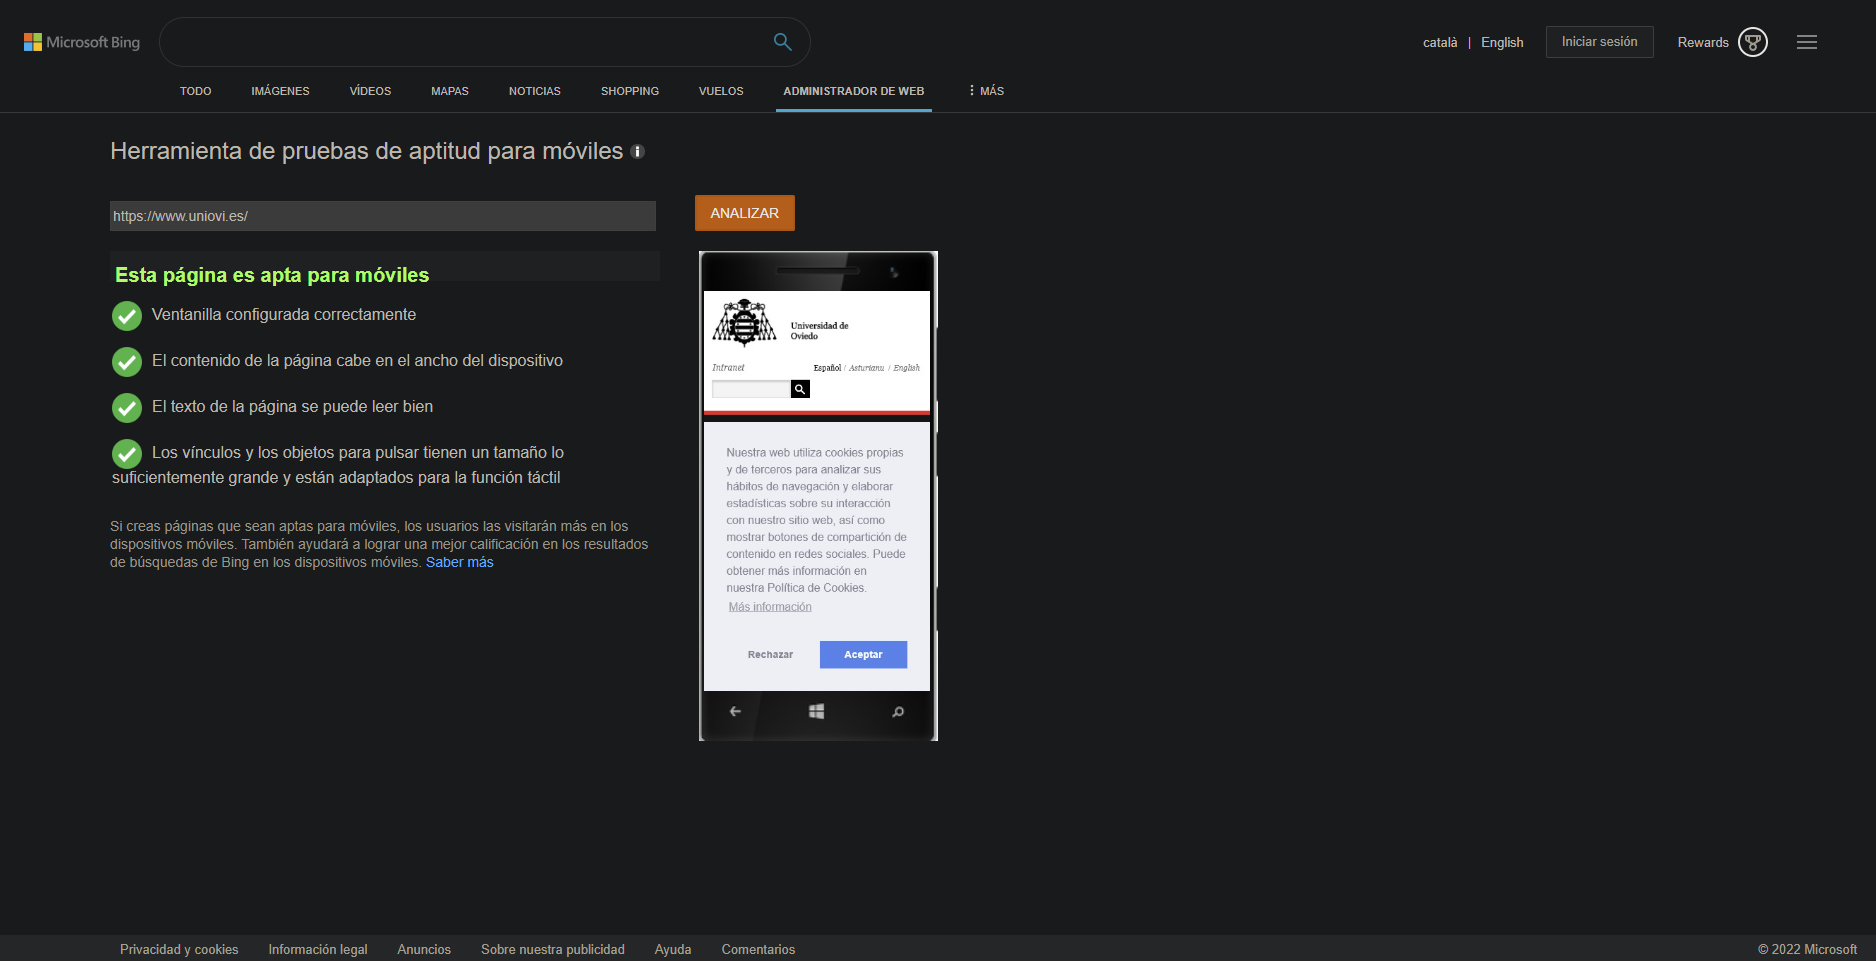 Microsoft Bing
català | English
Iniciar sesión
Rewards
TODO
IMÁGENES
VÍDEOS
MAPAS
NOTICIAS
SHOPPING
VUELOS
ADMINISTRADOR DE WEB
MÁS
Herramienta de pruebas de aptitud para móviles
https://www.uniovi.es/
ANALIZAR
Esta página es apta para móviles
Ventanilla configurada correctamente
El contenido de la página cabe en el ancho del dispositivo
El texto de la página se puede leer bien
Los vínculos y los objetos para pulsar tienen un tamaño lo
suficientemente grande y están adaptados para la función táctil
Si creas páginas que sean aptas para móviles, los usuarios las visitarán más en los
dispositivos móviles. También ayudará a lograr una mejor calificación en los resultados
de búsquedas de Bing en los dispositivos móviles. Saber más
Universidad de
Oviedo
Intranet
Español / Asturianu / English
Nuestra web utiliza cookies propias
y de terceros para analizar sus
hábitos de navegación y elaborar
estadísticas sobre su interacción
con nuestro sitio web, así como
mostrar botones de compartición de
contenido en redes sociales. Puede
obtener más información en
nuestra Política de Cookies.
Más información
Rechazar
Aceptar
Privacidad y cookies
Información legal
Anuncios
Sobre nuestra publicidad
Ayuda
Comentarios
© 2022 Microsoft